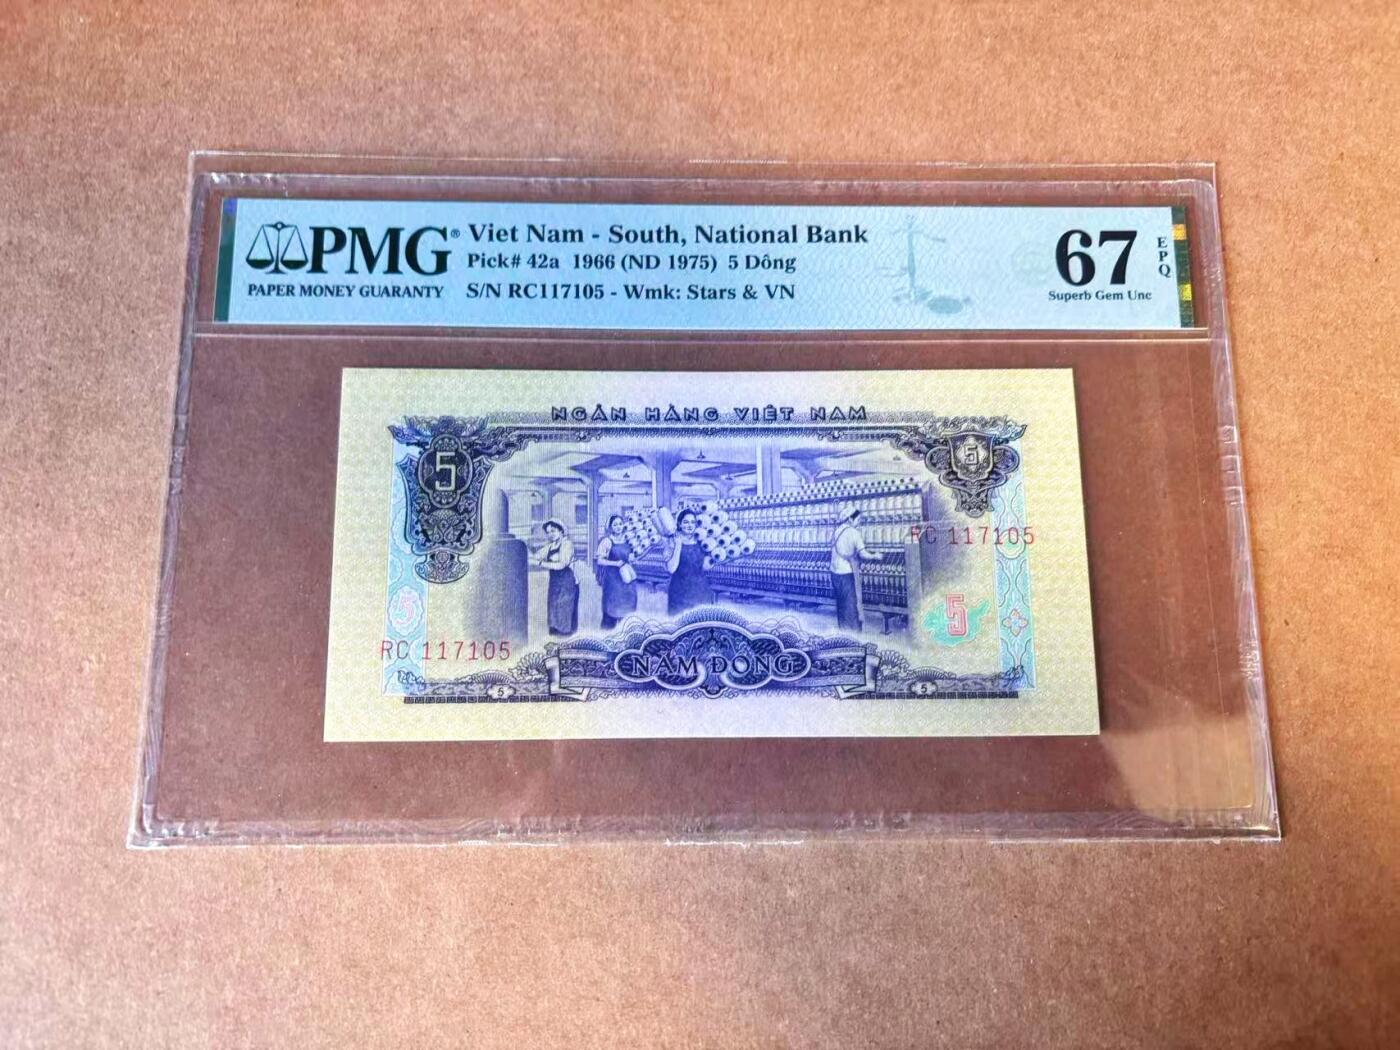 PMG®
PAPER MONEY GUARANTY
Viet Nam - South, National Bank
Pick# 42a 1966 (ND 1975) 5 Dông
S/N RC117105 - Wmk: Stars & VN
67
Superb Gem Unc
EPQ
NGÂN HÀNG VIỆT NAM
5
5
RC 117105
5
5
RC 117105
NĂM ĐỒNG
5
5